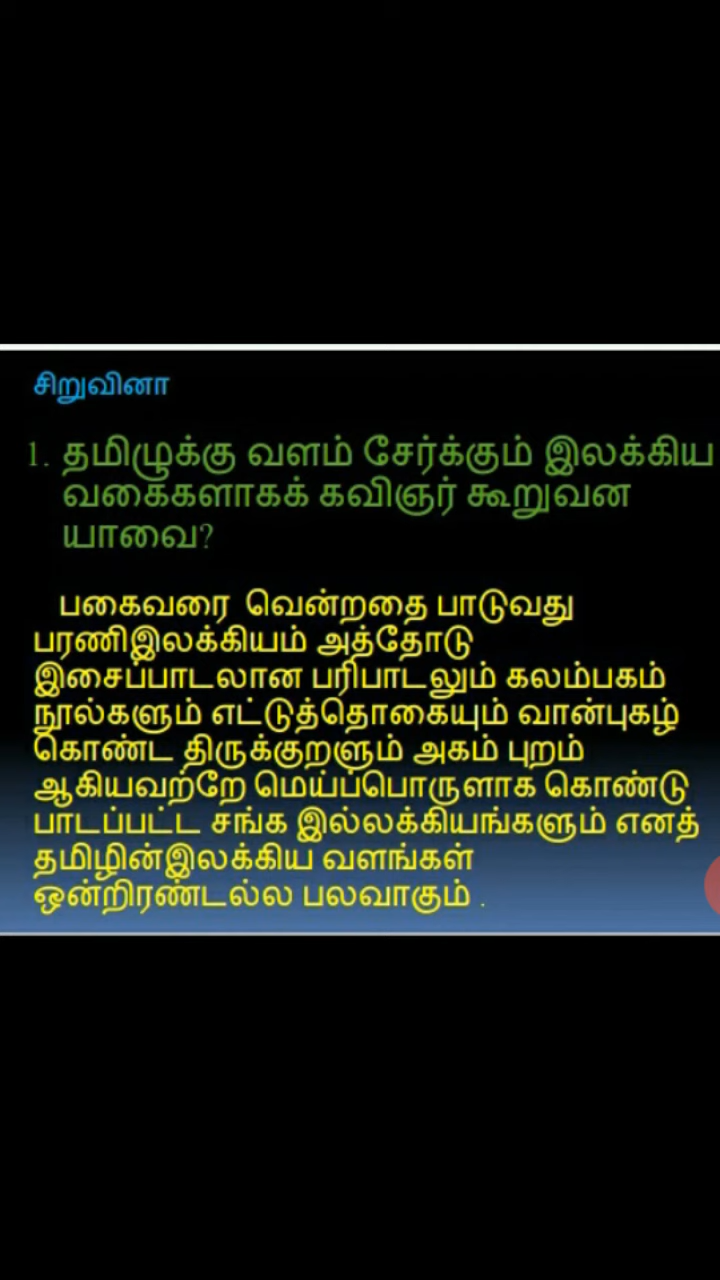 சிறுவினா
1. தமிழுக்கு வளம் சேர்க்கும் இலக்கிய
வகைகளாகக் கவிஞர் கூறுவன
யாவை?
பகைவரை வென்றதை பாடுவது
பரணிஇலக்கியம் அத்தோடு
இசைப்பாடலான பரிபாடலும் கலம்பகம்
நூல்களும் எட்டுத்தொகையும் வான்புகழ்
கொண்ட திருக்குறளும் அகம் புறம்
ஆகியவற்றே மெய்ப்பொருளாக கொண்டு
பாடப்பட்ட சங்க இல்லக்கியங்களும் எனத்
தமிழின்இலக்கிய வளங்கள்
ஒன்றிரண்டல்ல பலவாகும் .